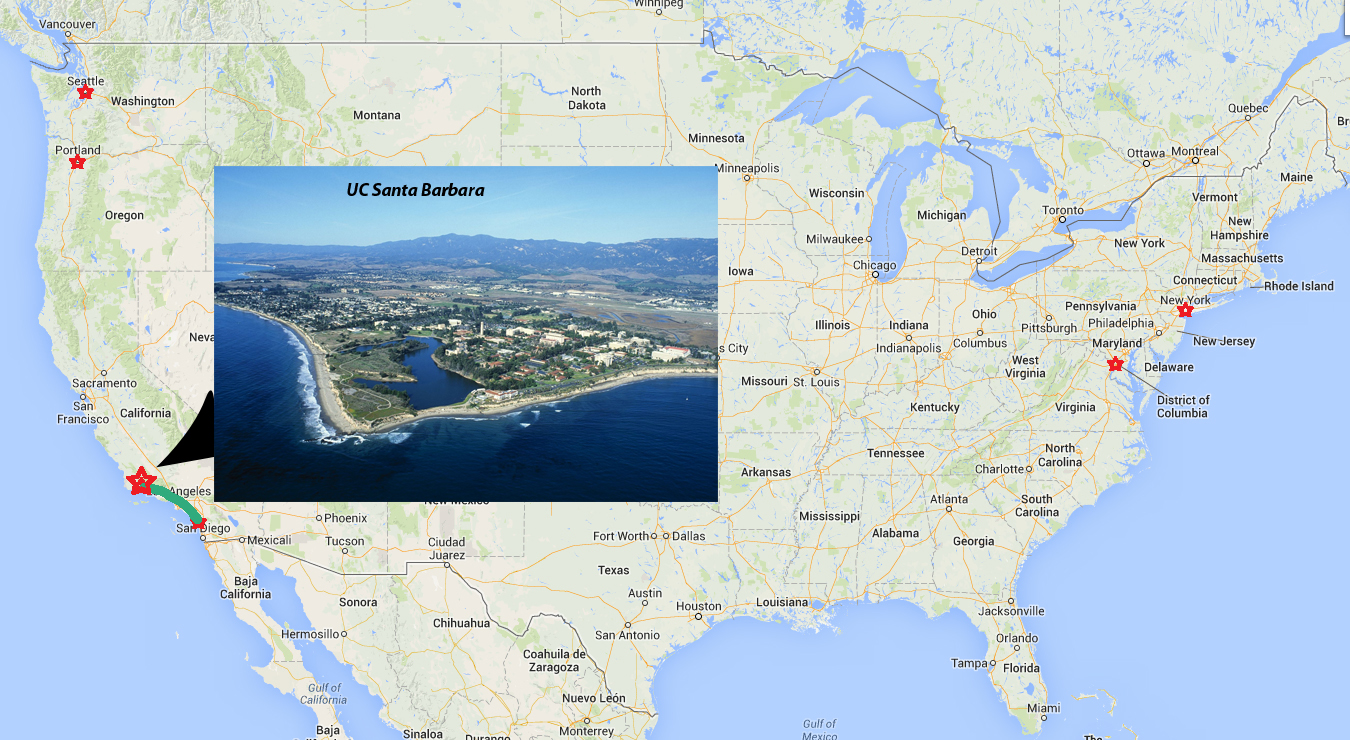 Vancouver
Winnipeg
Seattle
Washington
Montana
North
Dakota
Minnesota
Quebec
Portland
Ottawa
Montreal
Maine
Minneapolis
UC Santa Barbara
Wisconsin
Vermont
Oregon
Michigan
Toronto
New
Hampshire
Milwaukee
Detroit
New York
Massachusetts
Chicago
Iowa
Connecticut
Rhode Island
New York
Pennsylvania
Ohio
Illinois
Indiana
Pittsburgh
Philadelphia
Neva
Indianapolis
Columbus
Maryland
New Jersey
s City
West
Virginia
Delaware
Sacramento
Missouri
St. Louis
San
Francisco
California
Kentucky
Virginia
District of
Columbia
Tennessee
North
Carolina
Charlotte
Arkansas
Angeles
New Mexico
Atlanta
South
Carolina
Phoenix
Mississippi
San Diego
Mexicali
Tucson
Ciudad
Juarez
Fort Worth
Dallas
Alabama
Georgia
Texas
Baja
California
Sonora
Austin
Houston
Louisiana
Jacksonville
Chihuahua
Hermosillo
San Antonio
Orlando
Coahuila de
Zaragoza
Tampa
Florida
Gulf of
California
Nuevo León
Miami
Baja
Sinaloa
Durango
Monterrey
Gulf of
Mexico
The